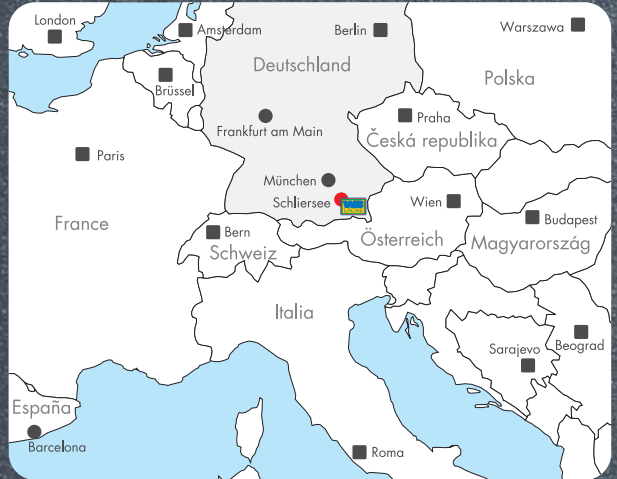 London
Amsterdam
Berlin
Warszawa
Deutschland
Polska
Brüssel
Praha
Frankfurt am Main
Česká republika
Paris
München
Schliersee
Wien
France
Bern
Budapest
Schweiz
Österreich
Magyarország
Italia
Sarajevo
Beograd
España
Barcelona
Roma